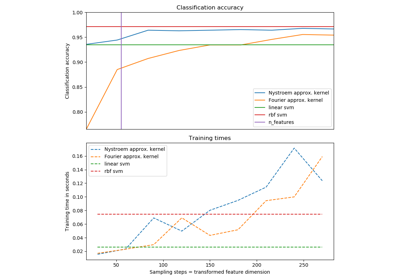 Classification accuracy
1.00
0.95
0.90
0.85
0.80
Classification accuracy
Nystroem approx. kernel
Fourier approx. kernel
linear svm
rbf svm
n_features
Training times
0.16
0.14
0.12
0.10
0.08
0.06
0.04
0.02
Training time in seconds
Nystroem approx. kernel
Fourier approx. kernel
linear svm
rbf svm
50
100
150
200
250
Sampling steps = transformed feature dimension